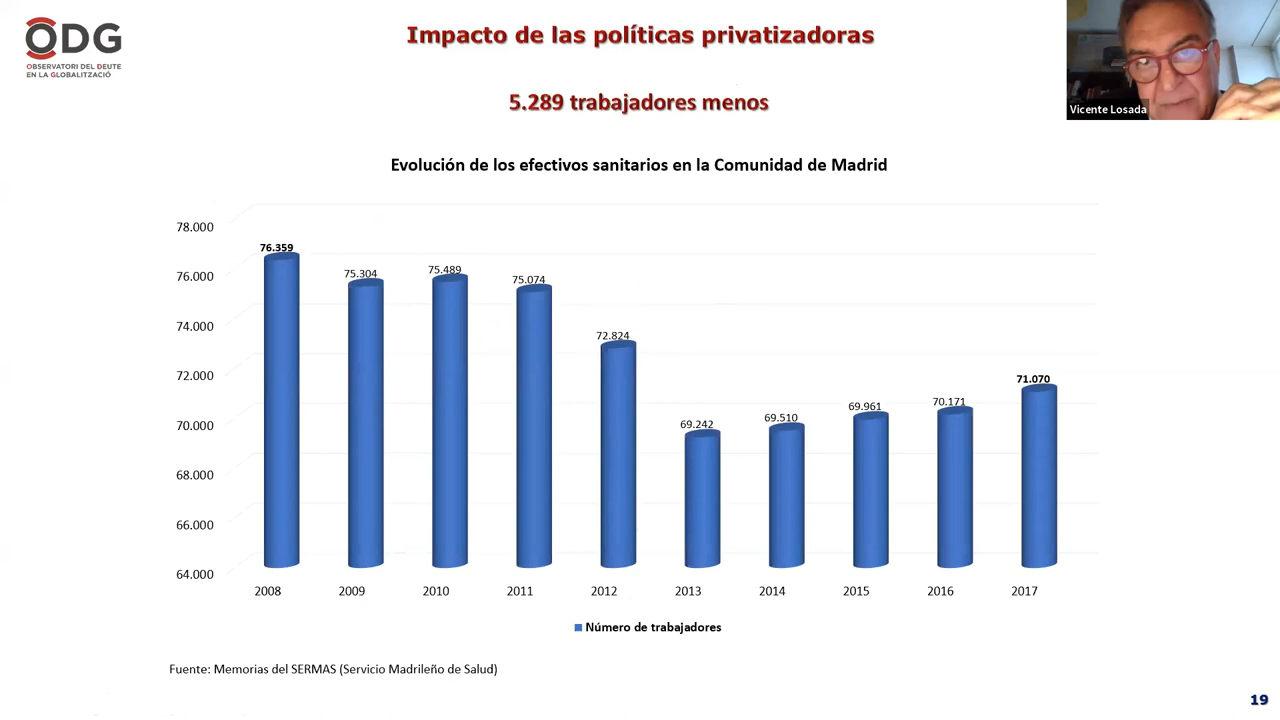 ODG
OBSERVATORI DEL DEUTE
EN LA GLOBALITZACIÓ
Impacto de las políticas privatizadoras
5.289 trabajadores menos
Vicente Losada
Evolución de los efectivos sanitarios en la Comunidad de Madrid
78.000
76.000
74.000
72.000
70.000
68.000
66.000
64.000
76.359
75.304
75.489
75.074
72.824
69.242
69.510
69.961
70.171
71.070
2008 2009 2010 2011 2012 2013 2014 2015 2016 2017
Número de trabajadores
Fuente: Memorias del SERMAS (Servicio Madrileño de Salud)
19